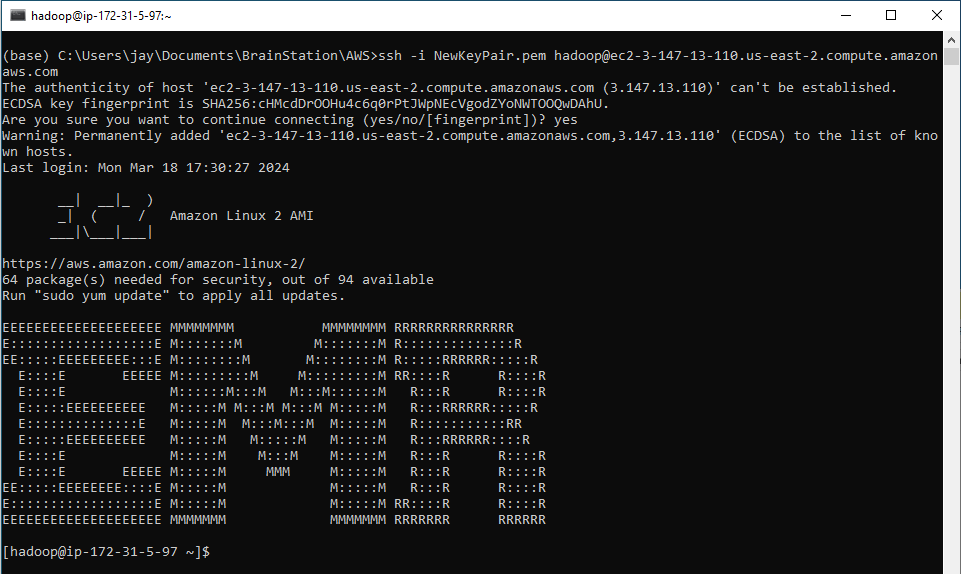 hadoop@ip-172-31-5-97:~
(base) C:\Users\jay\Documents\BrainStation\AWS>ssh -i NewKeyPair.pem hadoop@ec2-3-147-13-110.us-east-2.compute.amazon
aws.com
The authenticity of host 'ec2-3-147-13-110.us-east-2.compute.amazonaws.com (3.147.13.110)' can't be established.
ECDSA key fingerprint is SHA256:cHMcdDrOOHu4c6q0rPtJWpNEcVgodZYoNWTOOQwDAhU.
Are you sure you want to continue connecting (yes/no/[fingerprint])? yes
Warning: Permanently added 'ec2-3-147-13-110.us-east-2.compute.amazonaws.com,3.147.13.110' (ECDSA) to the list of kno
wn hosts.
Last login: Mon Mar 18 17:30:27 2024
       __|  __|_  )
       _|  (     /   Amazon Linux 2 AMI
      ___|\___|___|
https://aws.amazon.com/amazon-linux-2/
64 package(s) needed for security, out of 94 available
Run "sudo yum update" to apply all updates.
EEEEEEEEEEEEEEEEEEEE MMMMMMMM           MMMMMMMM RRRRRRRRRRRRRRR
E::::::::::::::::::E M:::::::M         M:::::::M R::::::::::::::R
EE:::::EEEEEEEEE:::E M::::::::M       M::::::::M R:::::RRRRRR:::::R
  E::::E       EEEEE M:::::::::M     M:::::::::M RR::::R      R::::R
  E::::E             M::::::M:::M   M:::M::::::M   R:::R      R::::R
  E:::::EEEEEEEEEE   M:::::M M:::M M:::M M:::::M   R:::RRRRRR:::::R
  E::::::::::::::E   M:::::M  M:::M:::M  M:::::M   R:::::::::::RR
  E:::::EEEEEEEEEE   M:::::M   M:::::M   M:::::M   R:::RRRRRR::::R
  E::::E             M:::::M    M:::M    M:::::M   R:::R      R::::R
  E::::E       EEEEE M:::::M     MMM     M:::::M   R:::R      R::::R
EE:::::EEEEEEEE::::E M:::::M             M:::::M   R:::R      R::::R
E::::::::::::::::::E M:::::M             M:::::M RR::::R      R::::R
EEEEEEEEEEEEEEEEEEEE MMMMMMM             MMMMMMM RRRRRRR      RRRRRR
[hadoop@ip-172-31-5-97 ~]$